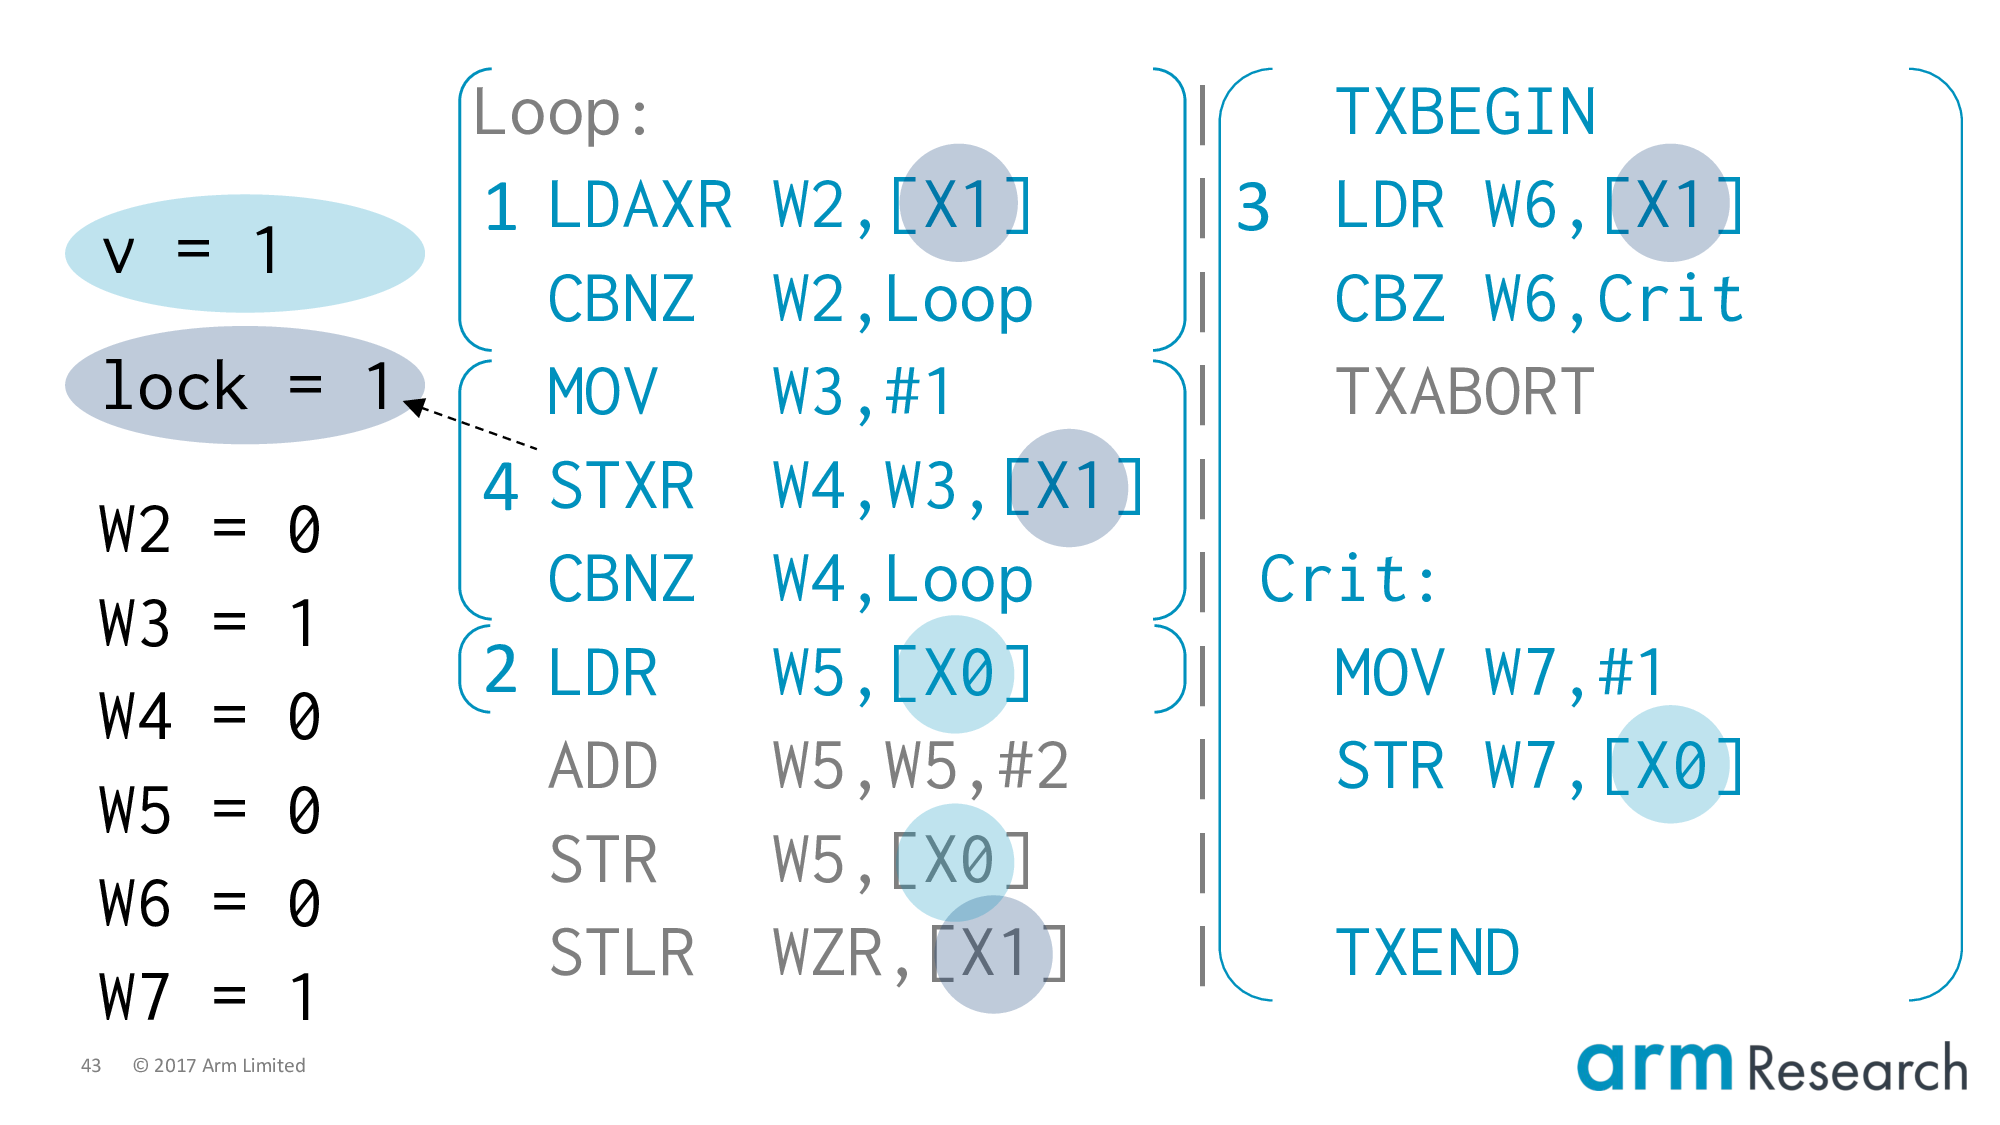 v = 1
lock = 1
W2 = 0
W3 = 1
W4 = 0
W5 = 0
W6 = 0
W7 = 1
Loop:
1 LDAXR W2,[X1]
CBNZ W2,Loop
MOV W3,#1
4 STXR W4,W3,[X1]
CBNZ W4,Loop
2 LDR W5,[X0]
ADD W5,W5,#2
STR W5,[X0]
STLR WZR,[X1]
| TXBEGIN
| 3 LDR W6,[X1]
| CBZ W6,Crit
| TXABORT
|
| Crit:
| MOV W7,#1
| STR W7,[X0]
|
| TXEND
43 © 2017 Arm Limited
arm Research